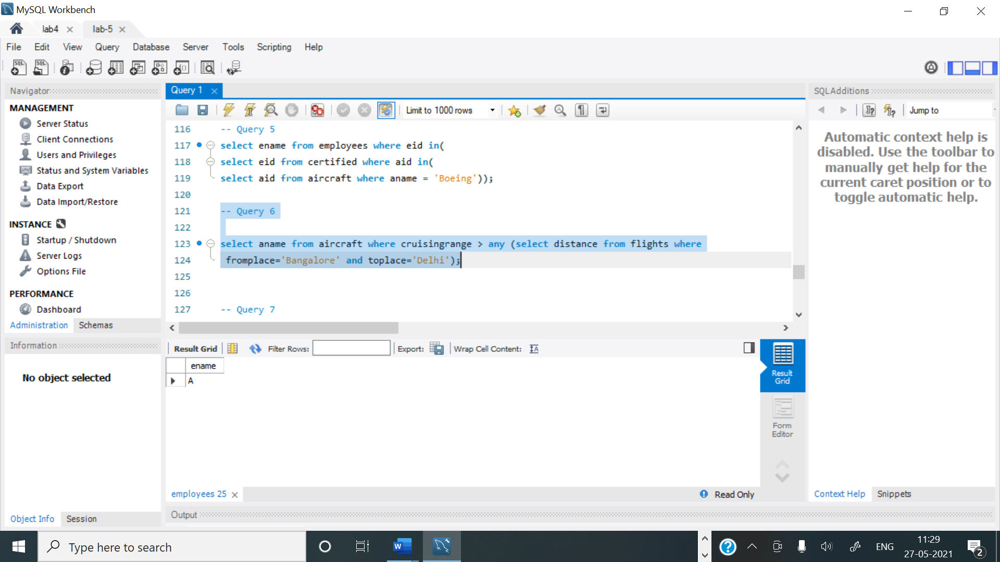 MySQL Workbench
lab4
lab-5
File Edit View Query Database Server Tools Scripting Help
Navigator
MANAGEMENT
Server Status
Client Connections
Users and Privileges
Status and System Variables
Data Export
Data Import/Restore
INSTANCE
Startup / Shutdown
Server Logs
Options File
PERFORMANCE
Dashboard
Administration Schemas
Information
No object selected
Object Info Session
Query 1
Limit to 1000 rows
116 -- Query 5
117 select ename from employees where eid in(
118 select eid from certified where aid in(
119 select aid from aircraft where aname = 'Boeing'));
120
121 -- Query 6
122
123 select aname from aircraft where cruisingrange > any (select distance from flights where
124 fromplace='Bangalore' and toplace='Delhi');
125
126
127 -- Query 7
Result Grid Filter Rows: Export: Wrap Cell Content:
ename
A
Result
Grid
Form
Editor
employees 25
Read Only
Output
SQLAdditions
Jump to
Automatic context help is
disabled. Use the toolbar to
manually get help for the
current caret position or to
toggle automatic help.
Context Help Snippets
Type here to search
ENG
11:29
27-05-2021
2